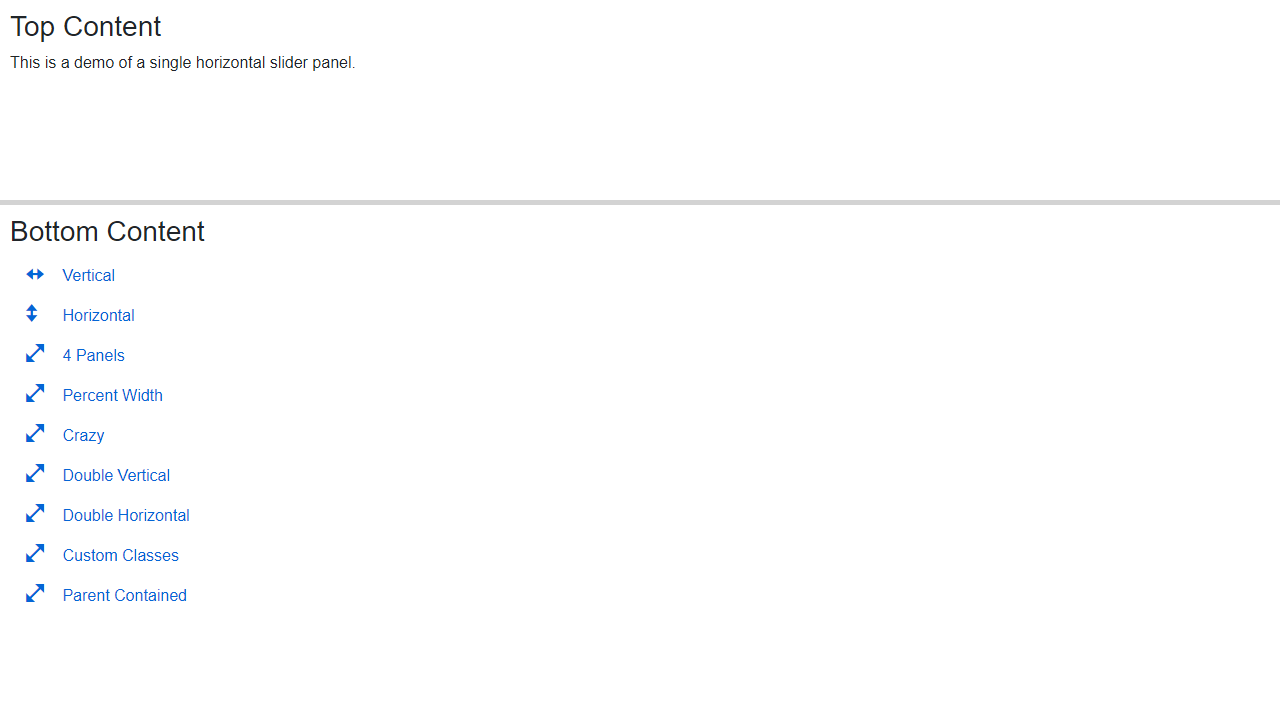 Top Content
This is a demo of a single horizontal slider panel.
Bottom Content
Vertical
Horizontal
4 Panels
Percent Width
Crazy
Double Vertical
Double Horizontal
Custom Classes
Parent Contained